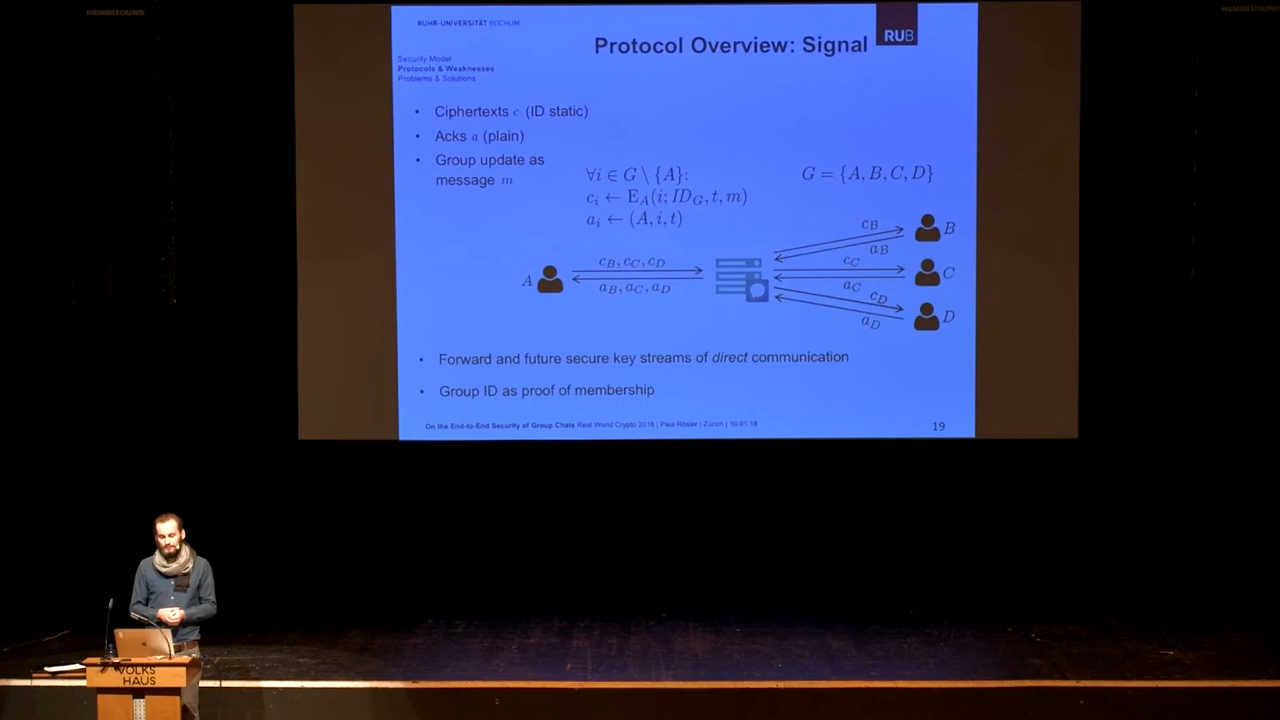 RUHR-UNIVERSITÄT BOCHUM
Protocol Overview: Signal
RUB
Security Model
Protocols & Weaknesses
Problems & Solutions
• Ciphertexts c (ID static)
• Acks a (plain)
• Group update as
message m
∀i ∈ G \ {A}:
c_i ← E_A(i; ID_G, t, m)
a_i ← (A, i, t)
G = {A, B, C, D}
A
c_B, c_C, c_D
a_B, a_C, a_D
c_B
a_B
B
c_C
a_C
C
c_D
a_D
D
• Forward and future secure key streams of direct communication
• Group ID as proof of membership
On the End-to-End Security of Group Chats Real World Crypto 2018 | Paul Rösler | Zürich | 10.01.18
19
VOLKS
HAUS